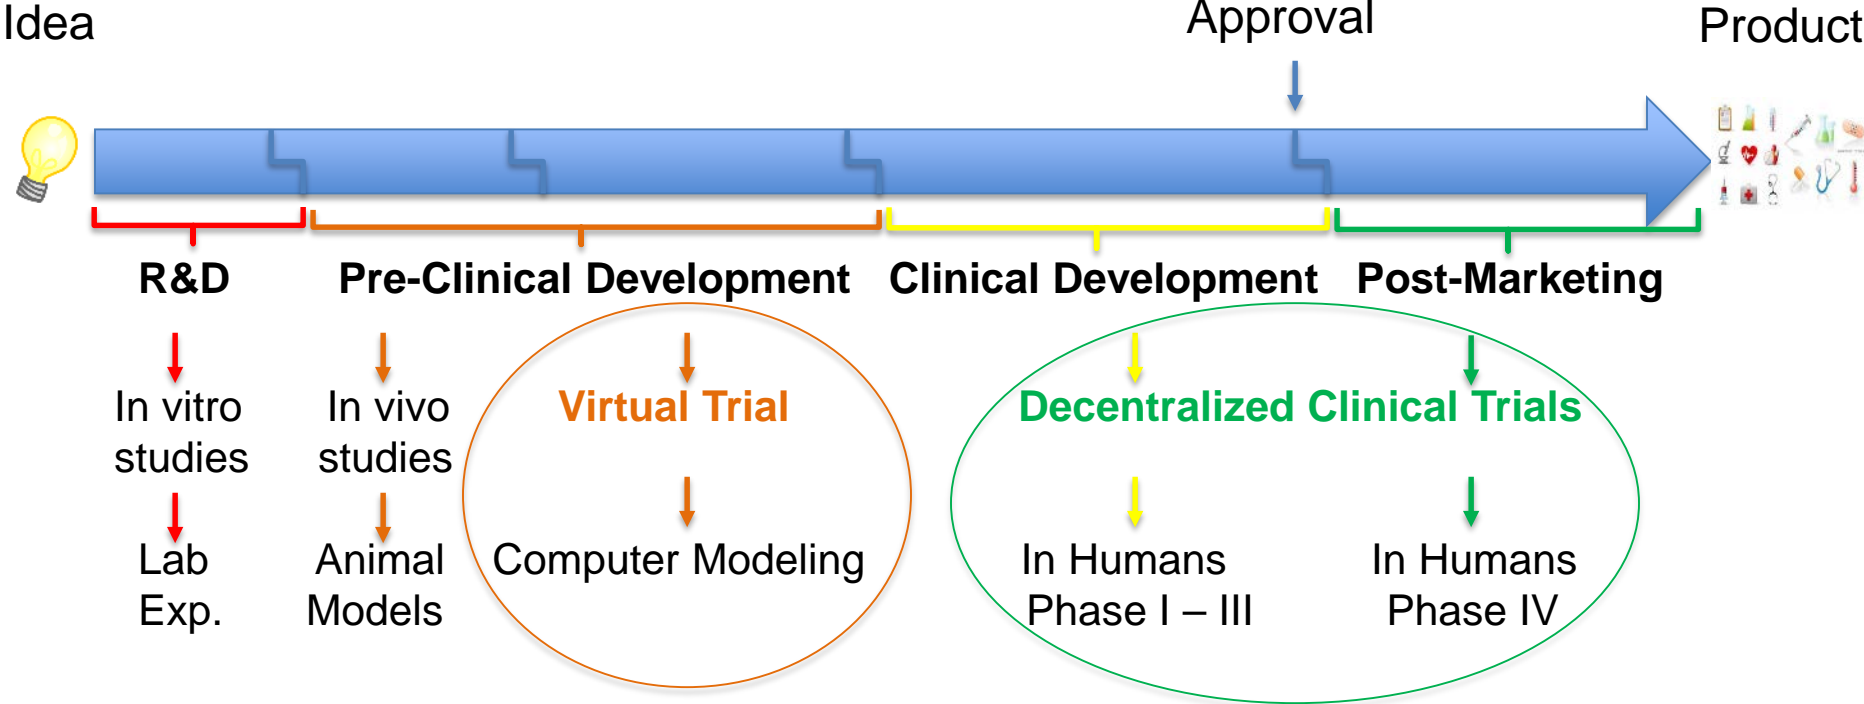 Idea
Approval
Product
R&D
Pre-Clinical Development
Clinical Development
Post-Marketing
In vitro
studies
In vivo
studies
Virtual Trial
Decentralized Clinical Trials
Lab
Exp.
Animal
Models
Computer Modeling
In Humans
Phase I – III
In Humans
Phase IV